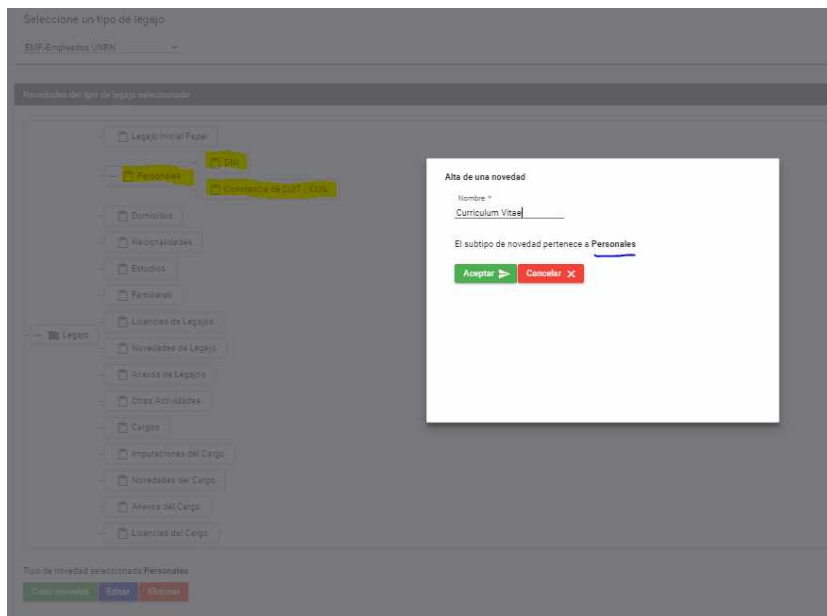 Seleccione un tipo de legajo
EMP-Empleados UNRN
Novedades del tipo de legajo seleccionado
Legajo Inicial Papel
DNI
Personales
Constancia de CUIT / CUIL
Domicilios
Nacionalidades
Estudios
Familiares
Licencias de Legajos
Legajo
Novedades de Legajo
Anexos de Legajos
Otras Actividades
Cargos
Imputaciones del Cargo
Novedades del Cargo
Anexos del Cargo
Licencias del Cargo
Tipo de novedad seleccionada Personales
Crear novedad Editar Eliminar
Alta de una novedad
Nombre *
Curriculum Vitae
El subtipo de novedad pertenece a Personales
Aceptar Cancelar